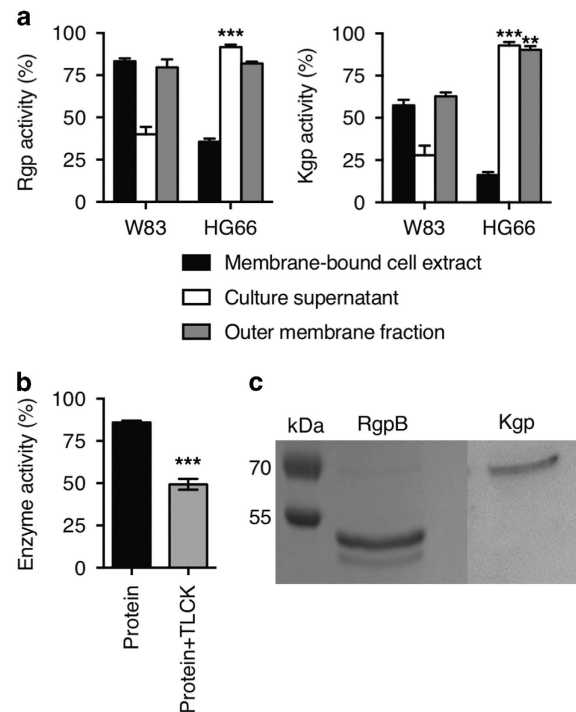 a
Rgp activity (%)
100
75
50
25
0
***
W83 HG66
Kgp activity (%)
100
75
50
25
0
*** **
W83 HG66
Membrane-bound cell extract
Culture supernatant
Outer membrane fraction
b
Enzyme activity (%)
100
75
50
25
0
***
Protein
Protein+TLCK
c
kDa RgpB Kgp
70
55